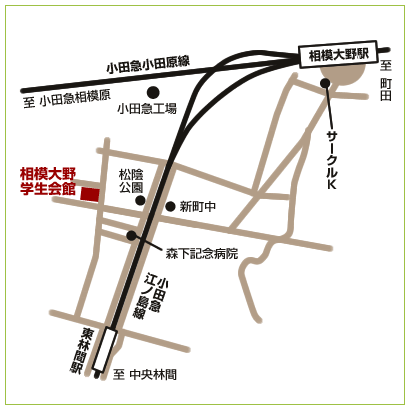 相模大野駅
小田急小田原線
至 町田
至 小田急相模原
小田急工場
サークルK
相模大野
学生会館
松陰
公園
新町中
森下記念病院
小田急
江ノ島線
東林間駅
至 中央林間